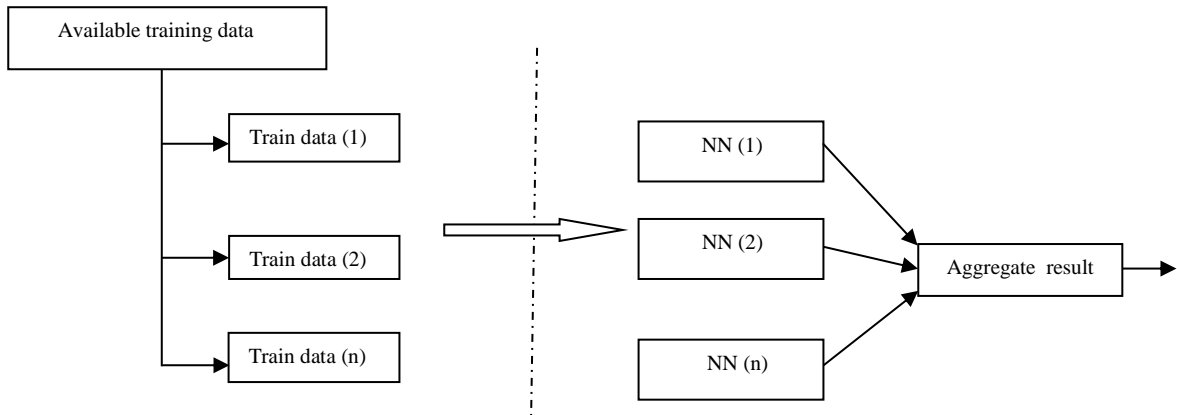 Available training data
Train data (1)
Train data (2)
Train data (n)
NN (1)
NN (2)
NN (n)
Aggregate result